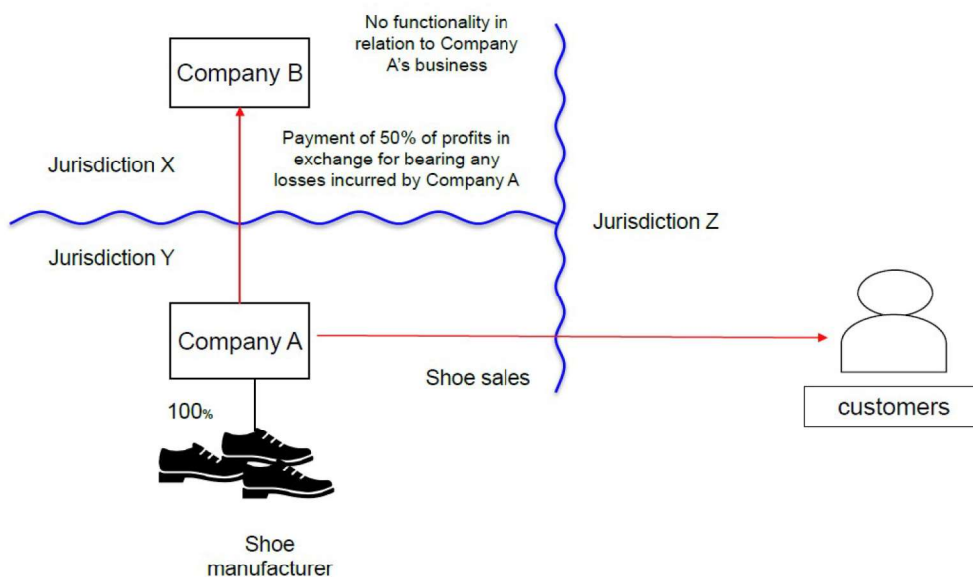 No functionality in
relation to Company
A's business
Company B
Payment of 50% of profits in
exchange for bearing any
losses incurred by Company A
Jurisdiction X
Jurisdiction Z
Jurisdiction Y
Company A
Shoe sales
customers
100%
Shoe
manufacturer